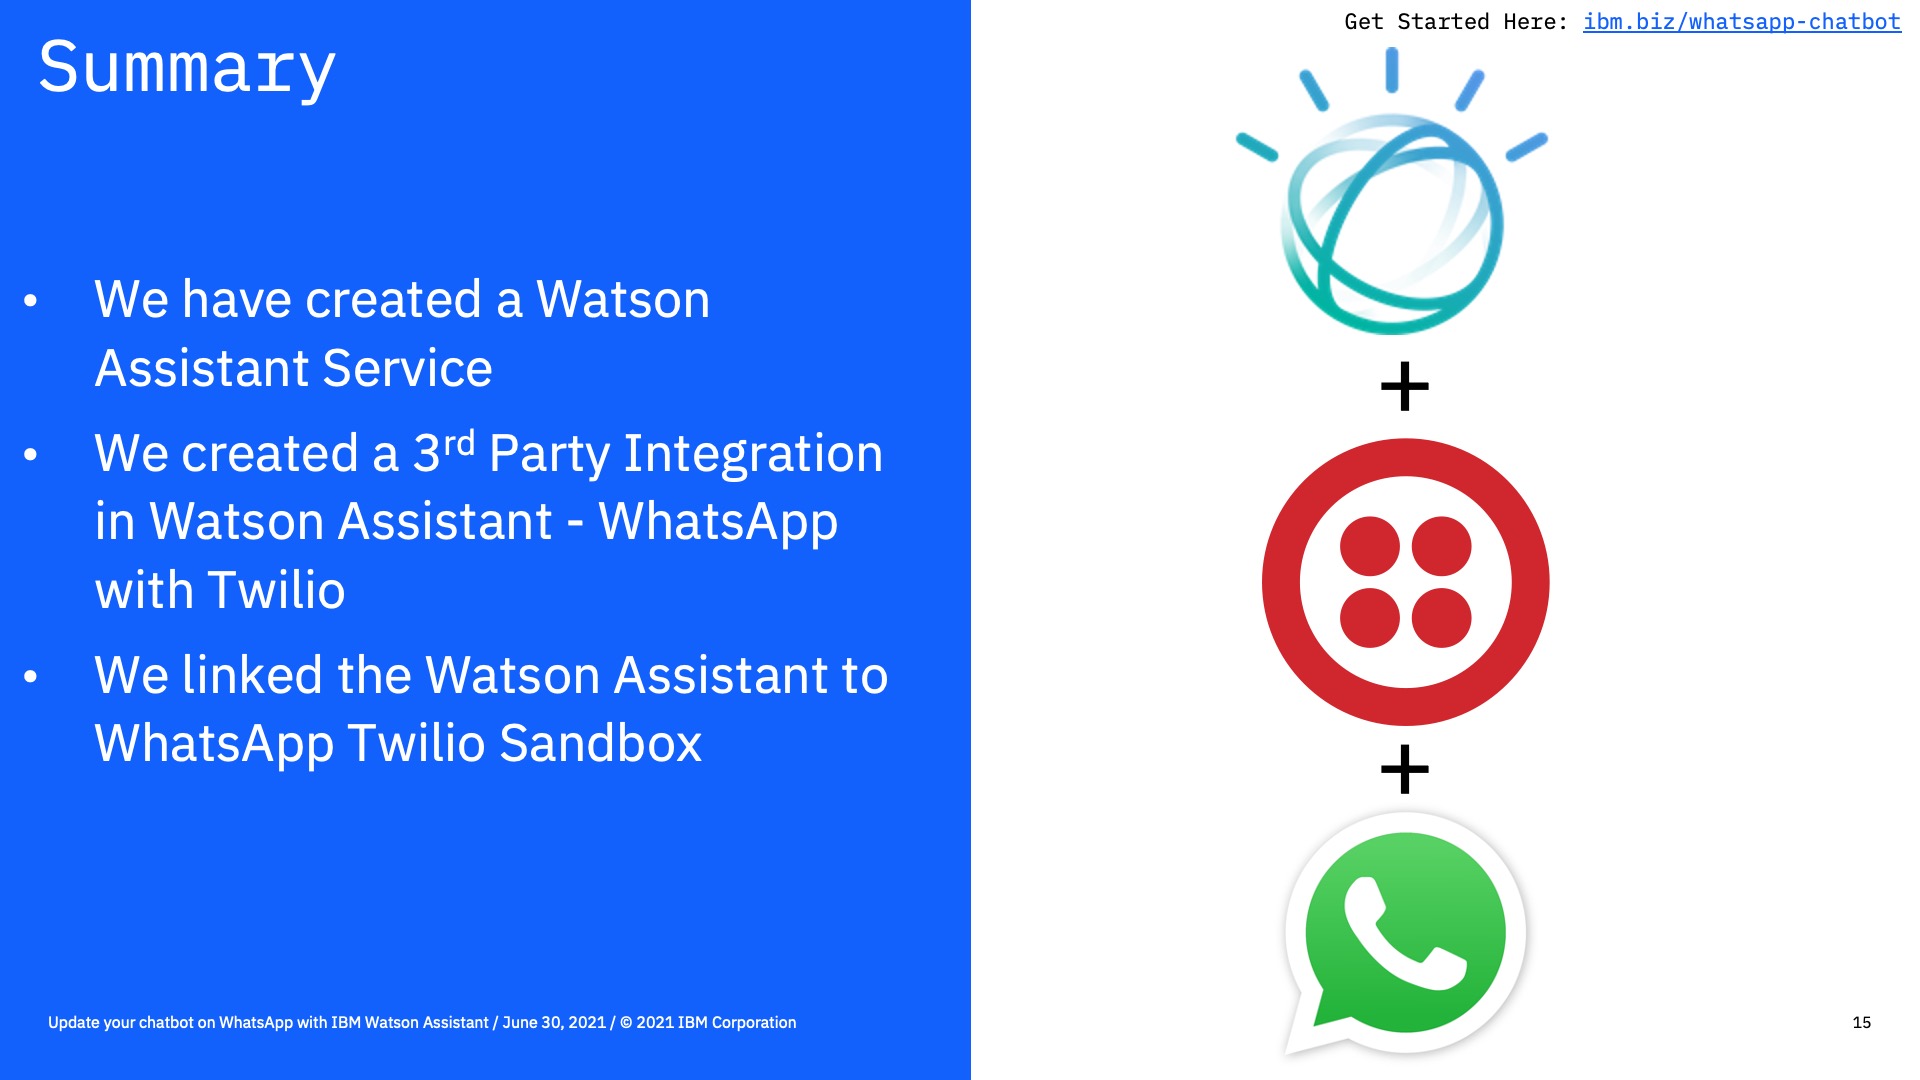 Get Started Here: ibm.biz/whatsapp-chatbot
Summary
• We have created a Watson
Assistant Service
• We created a 3rd Party Integration
in Watson Assistant - WhatsApp
with Twilio
• We linked the Watson Assistant to
WhatsApp Twilio Sandbox
+
+
Update your chatbot on WhatsApp with IBM Watson Assistant / June 30, 2021 / © 2021 IBM Corporation
15